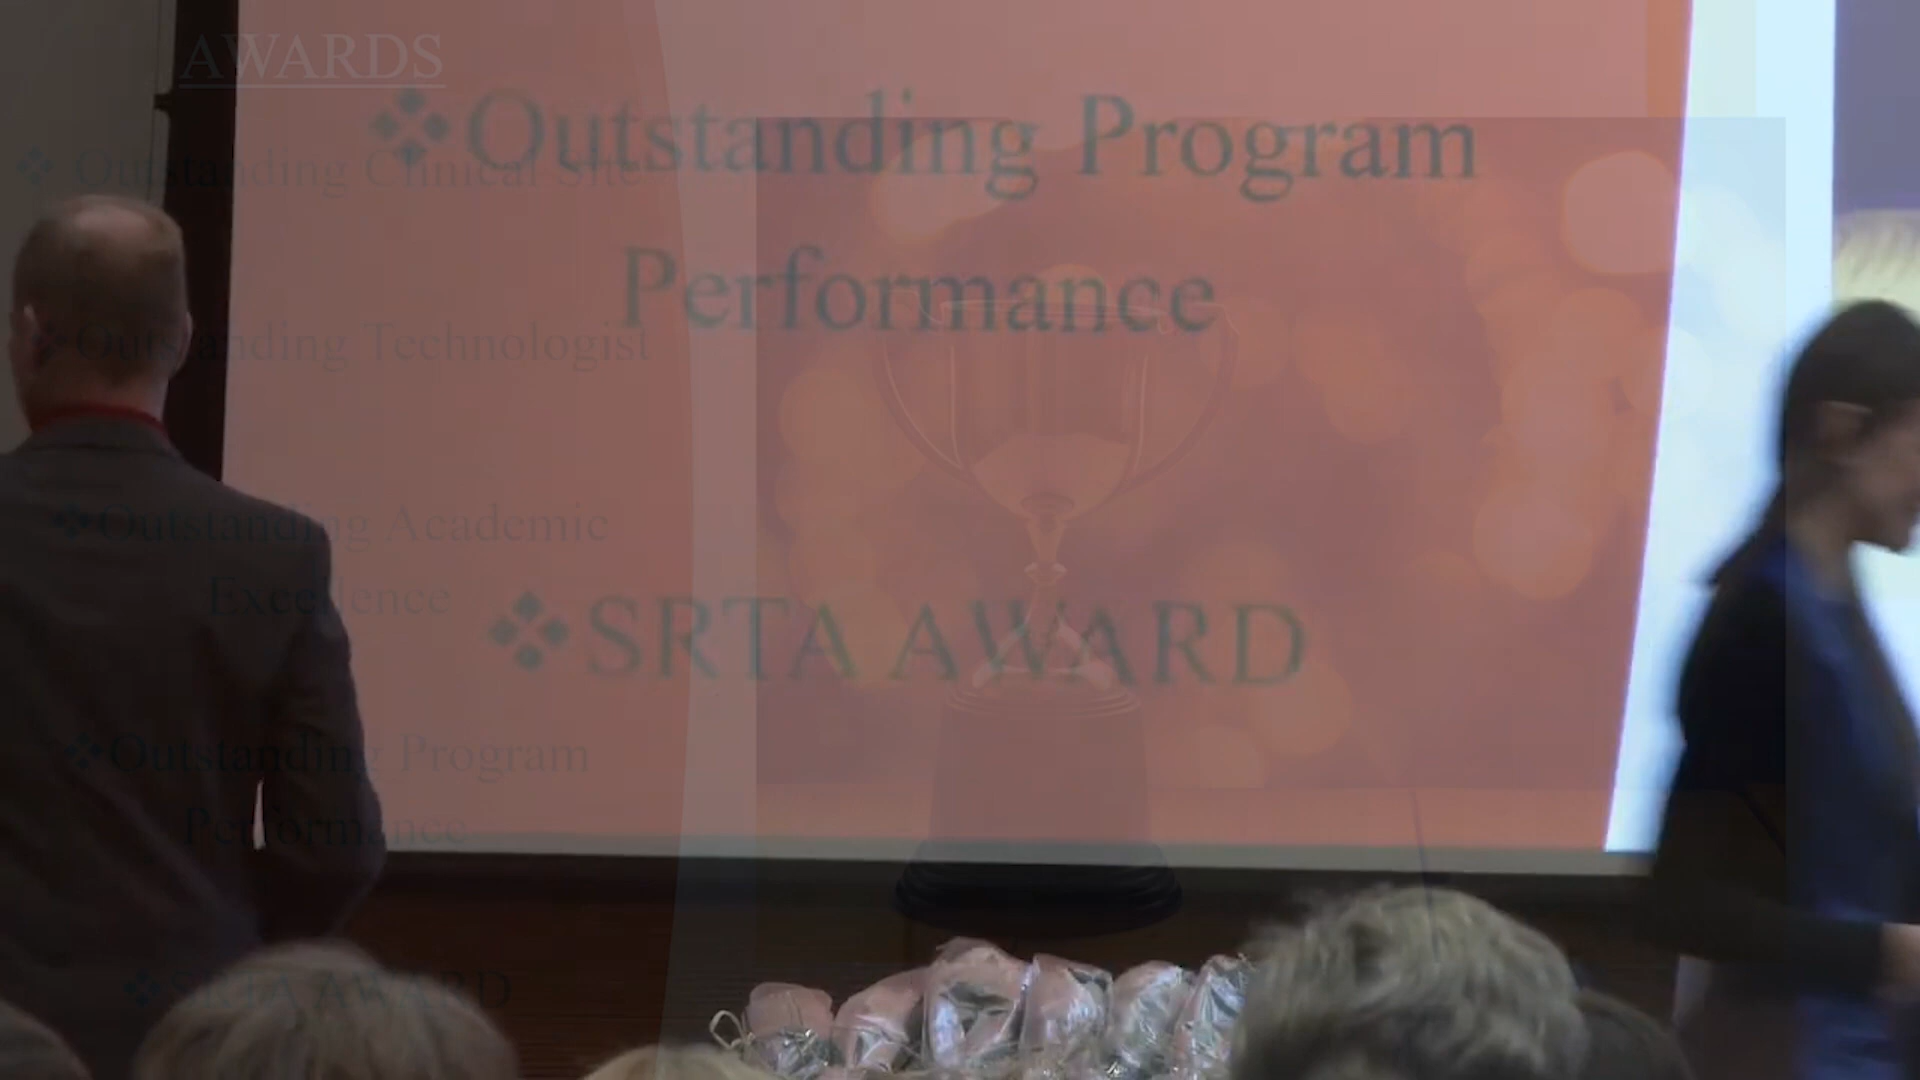 AWARDS
❖Outstanding Program
❖ Outstanding Clinical Site
Performance
❖ Outstanding Technologist
❖Outstanding Academic
Excellence
❖SRTA AWARD
❖Outstanding Program
Performance
❖SRTA AWARD